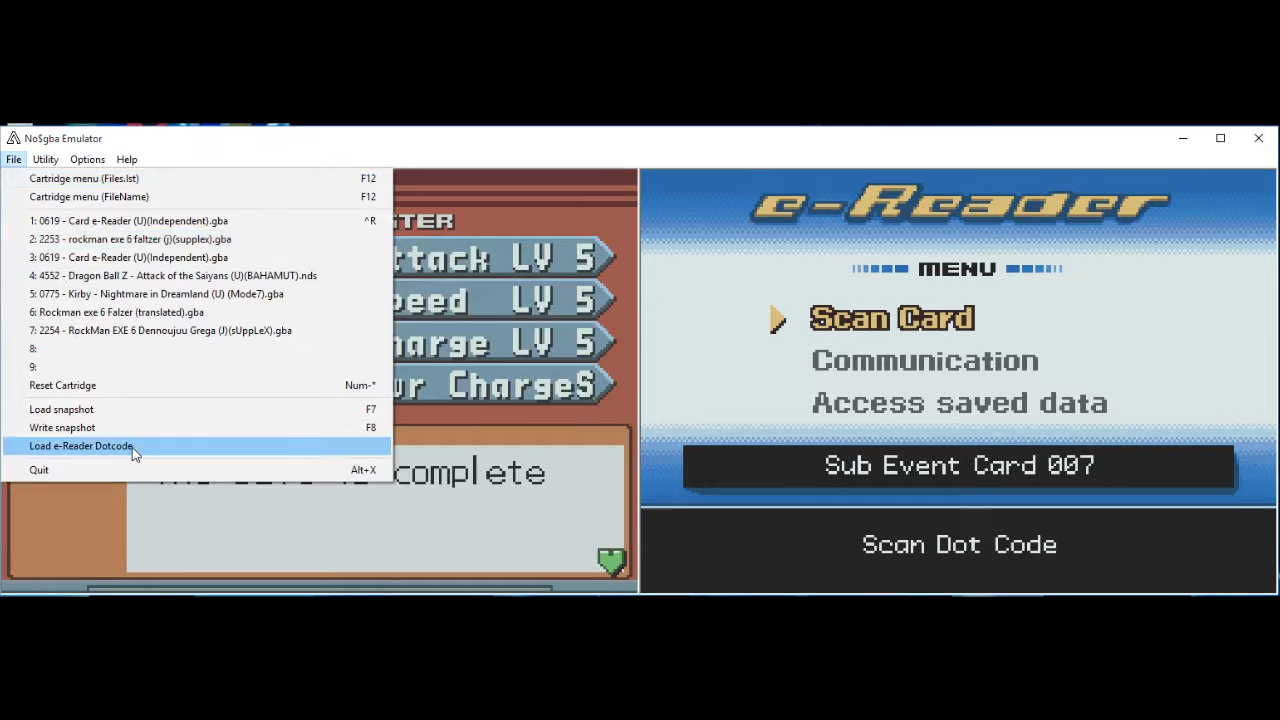 No$gba Emulator
File Utility Options Help
Cartridge menu (Files.lst) F12
Cartridge menu (FileName) F12
1: 0619 - Card e-Reader (U)(Independent).gba ^R
2: 2253 - rockman exe 6 faltzer (j)(supplex).gba
3: 0619 - Card e-Reader (U)(Independent).gba
4: 4552 - Dragon Ball Z - Attack of the Saiyans (U)(BAHAMUT).nds
5: 0775 - Kirby - Nightmare in Dreamland (U) (Mode7).gba
6: Rockman exe 6 Falzer (translated).gba
7: 2254 - RockMan EXE 6 Dennoujuu Grega (J)(sUppLeX).gba
8:
9:
Reset Cartridge Num-*
Load snapshot F7
Write snapshot F8
Load e-Reader Dotcode
Quit Alt+X
STER
ttack LV 5
peed LV 5
harge LV 5
ur ChargeS
complete
e-Reader
MENU
Scan Card
Communication
Access saved data
Sub Event Card 007
Scan Dot Code